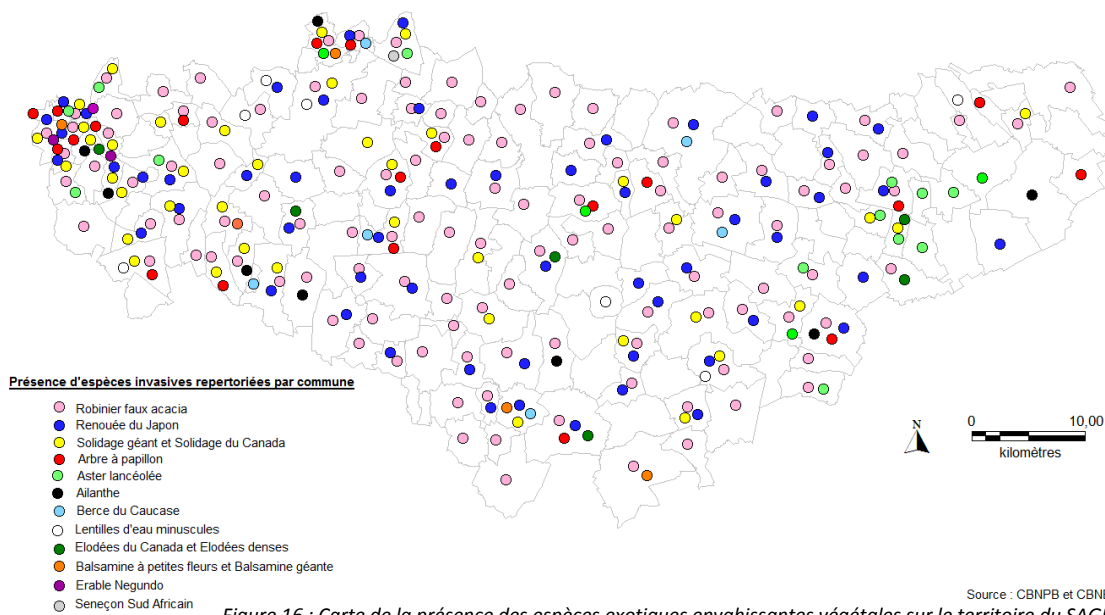 Présence d'espèces invasives repertoriées par commune
Robinier faux acacia
Renouée du Japon
Solidage géant et Solidage du Canada
Arbre à papillon
Aster lancéolée
Ailanthe
Berce du Caucase
Lentilles d'eau minuscules
Elodées du Canada et Elodées denses
Balsamine à petites fleurs et Balsamine géante
Erable Negundo
Seneçon Sud Africain
N
0 10,00
kilomètres
Source : CBNPB et CBNB
Figure 16 : Carte de la présence des espèces exotiques envahissantes végétales sur le territoire du SAGE